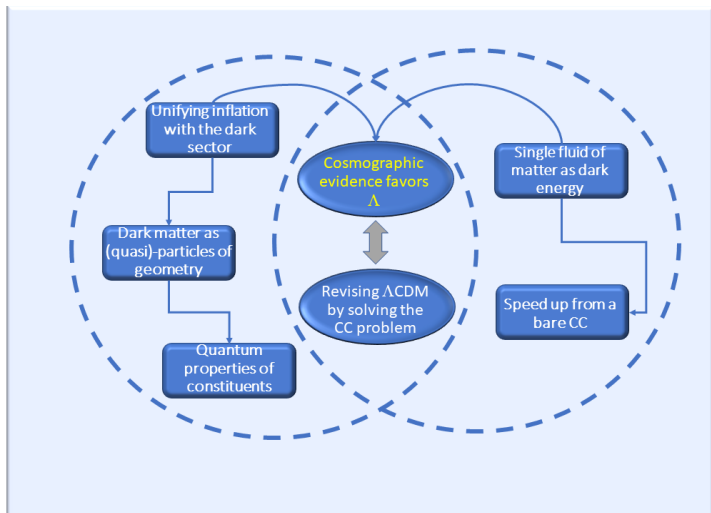 Unifying inflation
with the dark
sector
Cosmographic
evidence favors
Λ
Single fluid of
matter as dark
energy
Dark matter as
(quasi)-particles of
geometry
Revising ΛCDM
by solving the
CC problem
Speed up from a
bare CC
Quantum
properties of
constituents